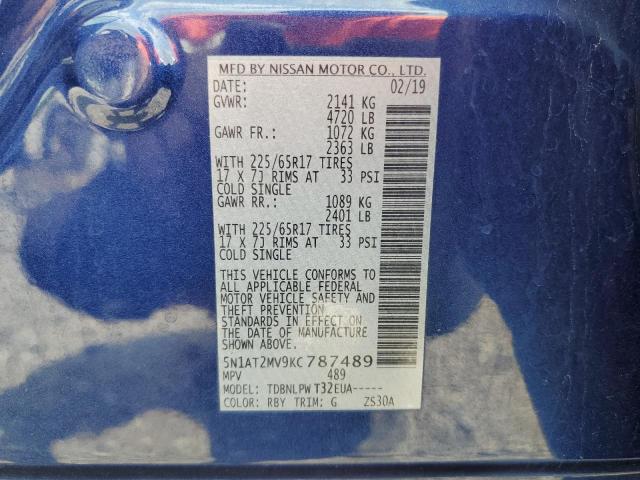 MFD BY NISSAN MOTOR CO., LTD.
DATE: 02/19
GVWR: 2141 KG
4720 LB
GAWR FR.: 1072 KG
2363 LB
WITH 225/65R17 TIRES
17 X 7J RIMS AT 33 PSI
COLD SINGLE
GAWR RR.: 1089 KG
2401 LB
WITH 225/65R17 TIRES
17 X 7J RIMS AT 33 PSI
COLD SINGLE
THIS VEHICLE CONFORMS TO
ALL APPLICABLE FEDERAL
MOTOR VEHICLE SAFETY AND
THEFT PREVENTION
STANDARDS IN EFFECT ON
THE DATE OF MANUFACTURE
SHOWN ABOVE.
5N1AT2MV9KC787489
MPV 489
MODEL: TDBNLPW T32EUA-----
COLOR: RBY TRIM: G ZS30A